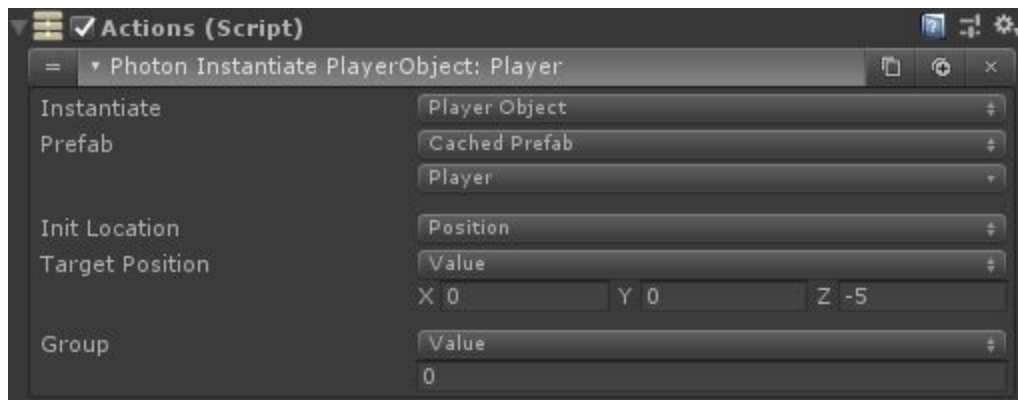 Actions (Script)
Photon Instantiate PlayerObject: Player
Instantiate Player Object
Prefab Cached Prefab
Player
Init Location Position
Target Position Value
X 0 Y 0 Z -5
Group Value
0